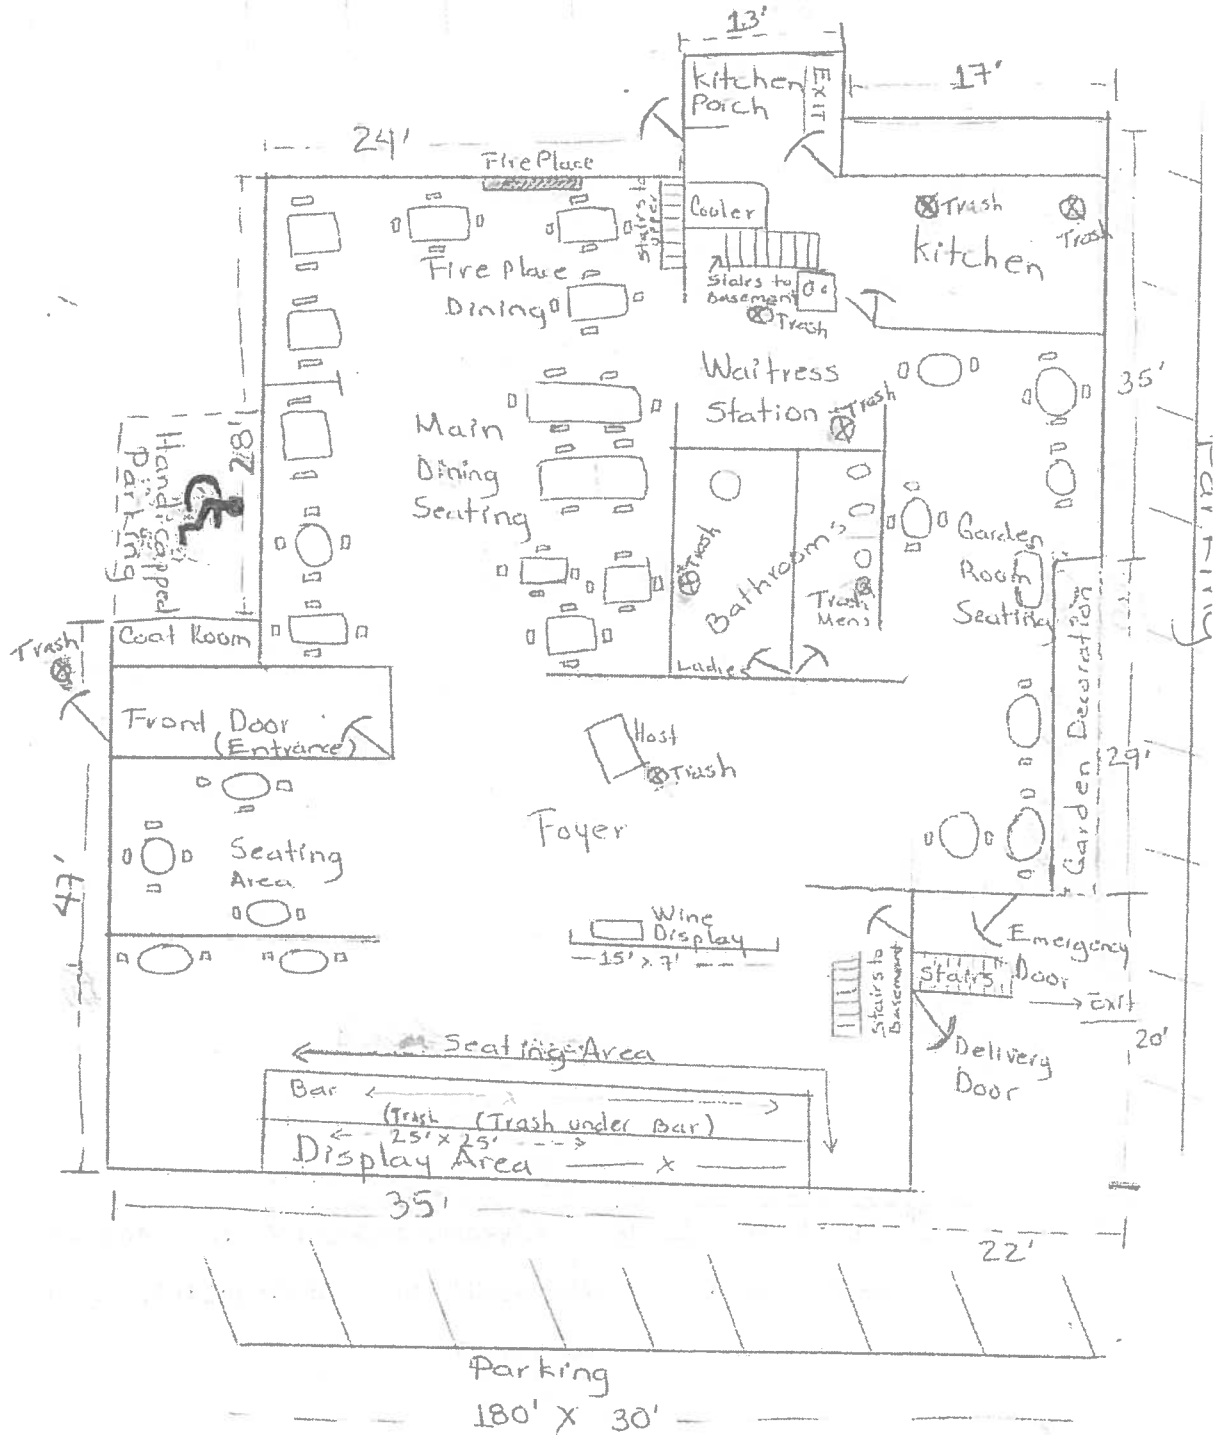 13'
Kitchen
Porch
EXIT
17'
24'
Fire Place
Stairs to
upper
Cooler
Trash
Trash
Kitchen
Fire Place
Dining
Stairs to
Basement
Trash
Waitress
Station
Trash
35'
28'
Handicapped
Parking
Main
Dining
Seating
Trash
Bathroom's
Trash
Mens
Ladies
Garden
Room
Seating
Parking
Garden Decoration
29'
Coat Room
Trash
Front Door
(Entrance)
Host
Trash
Foyer
Seating
Area
47'
Wine
Display
15' x 7'
Stairs to
Basement
Emergency
Door
Stairs
Exit
20'
Delivery
Door
Seating Area
Bar
(Trash (Trash under Bar)
25' x 25'
Display Area X
35'
22'
Parking
180' X 30'